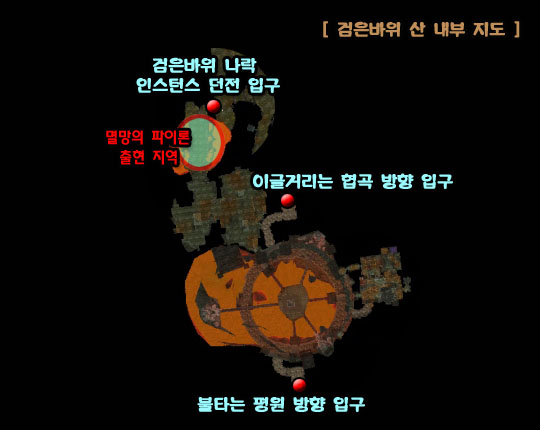 [ 검은바위 산 내부 지도 ]
검은바위 나락
인스턴스 던전 입구
멸망의 파이론
출현 지역
이글거리는 협곡 방향 입구
불타는 평원 방향 입구